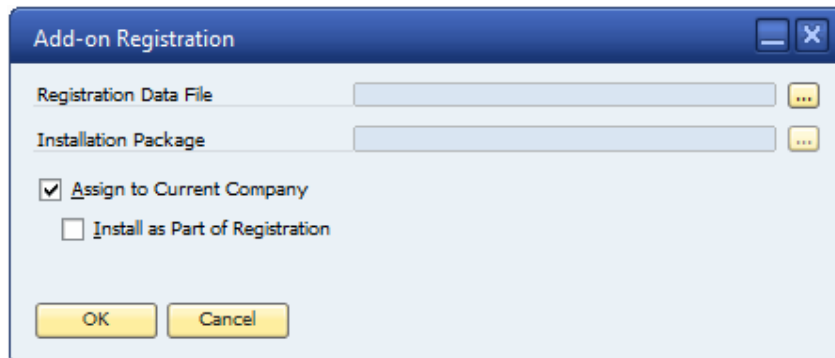 Add-on Registration
Registration Data File ...
Installation Package ...
Assign to Current Company
Install as Part of Registration
OK Cancel